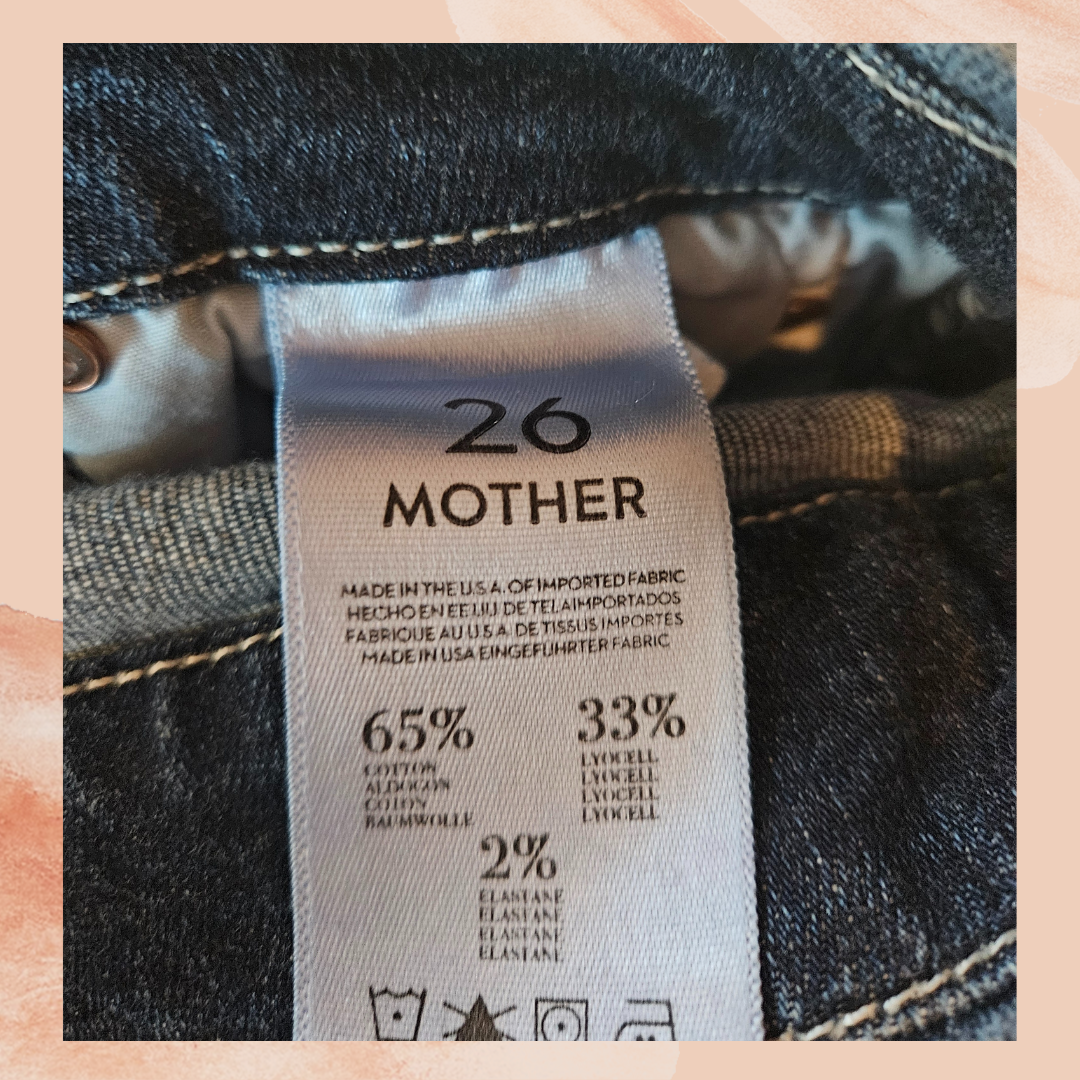 26
MOTHER
MADE IN THE U.S.A. OF IMPORTED FABRIC
HECHO EN EE.UU DE TELA IMPORTADOS
FABRIQUE AU U.S.A. DE TISSUS IMPORTES
MADE IN USA EINGEFUHRTER FABRIC
65%
COTTON
ALDOGON
COTON
BAUMWOLLE
33%
LYOCELL
LYOCELL
LYOCELL
LYOCELL
2%
ELASTANE
ELASTANE
ELASTANE
ELASTANE